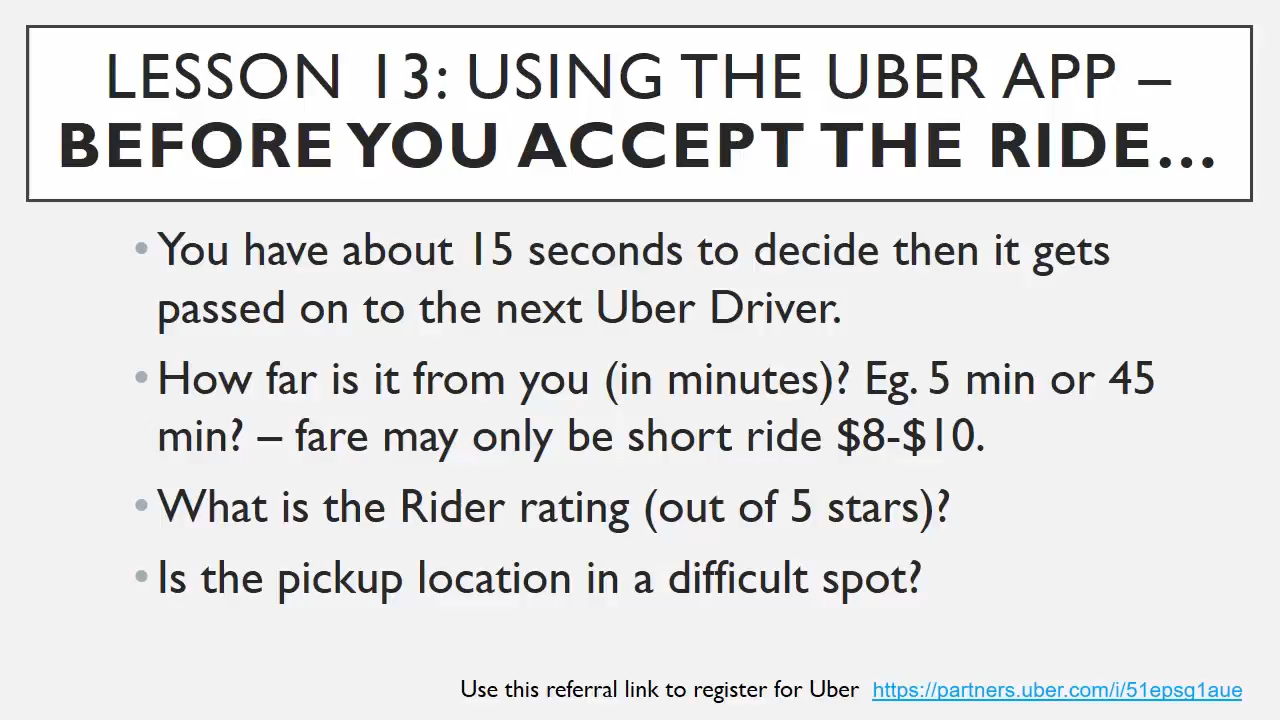 LESSON 13: USING THE UBER APP –
BEFORE YOU ACCEPT THE RIDE...
• You have about 15 seconds to decide then it gets
passed on to the next Uber Driver.
• How far is it from you (in minutes)? Eg. 5 min or 45
min? – fare may only be short ride $8-$10.
• What is the Rider rating (out of 5 stars)?
• Is the pickup location in a difficult spot?
Use this referral link to register for Uber https://partners.uber.com/i/51epsq1aue